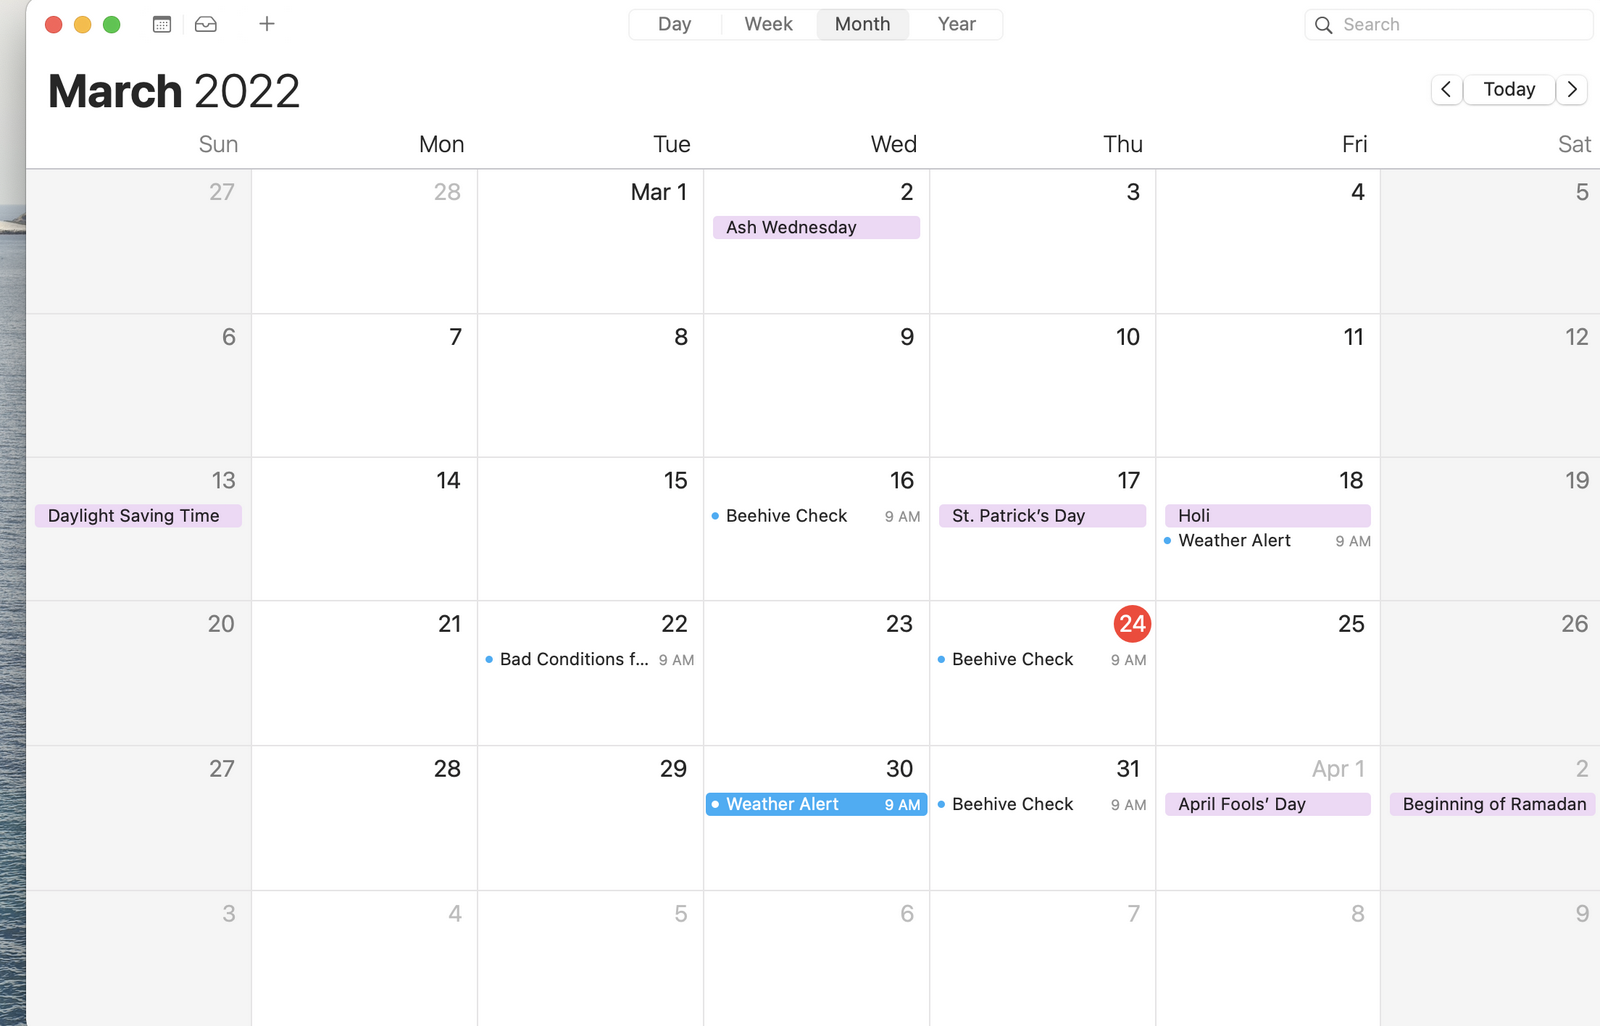 Day Week Month Year Search
March 2022
Today
Sun Mon Tue Wed Thu Fri Sat
27 28 Mar 1 2 3 4 5
Ash Wednesday
6 7 8 9 10 11 12
13 14 15 16 17 18 19
Daylight Saving Time Beehive Check 9 AM St. Patrick's Day Holi
Weather Alert 9 AM
20 21 22 23 24 25 26
Bad Conditions f... 9 AM Beehive Check 9 AM
27 28 29 30 31 Apr 1 2
Weather Alert 9 AM Beehive Check 9 AM April Fools' Day Beginning of Ramadan
3 4 5 6 7 8 9